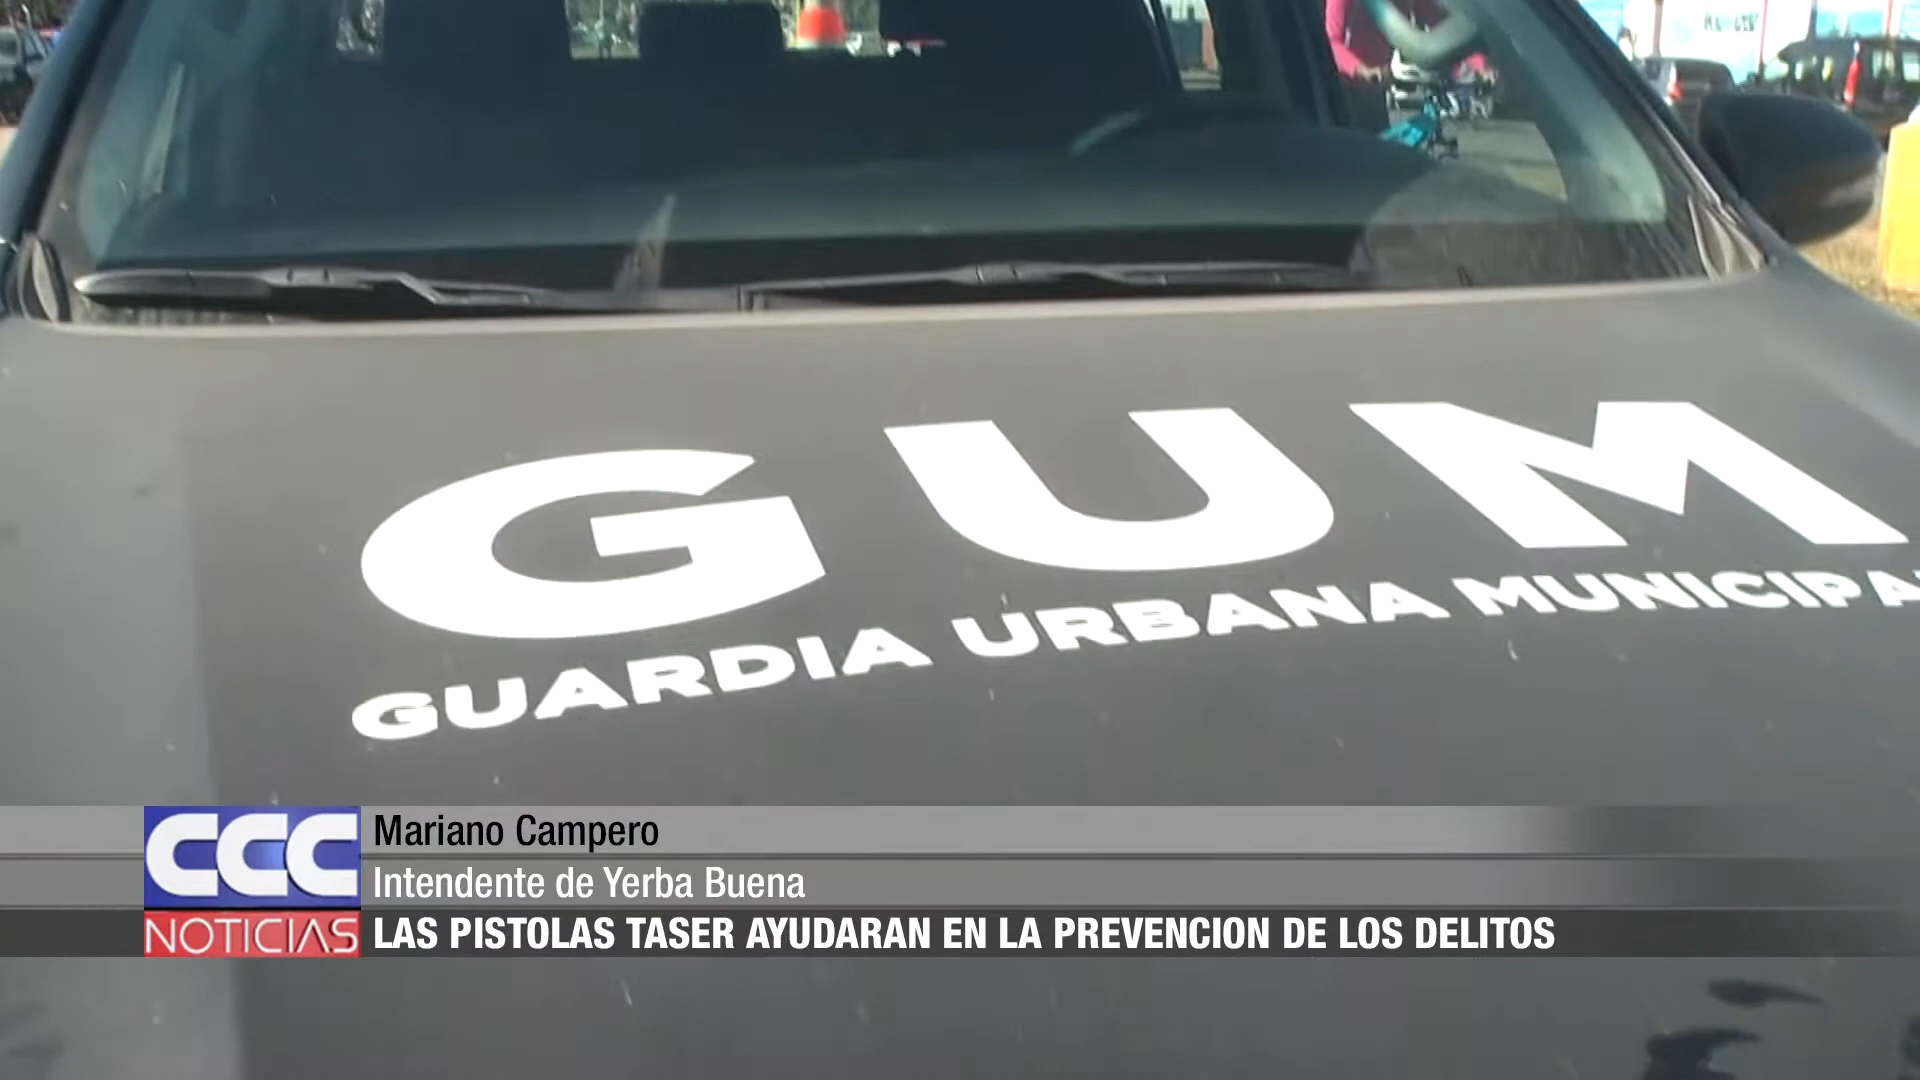 GUM
GUARDIA URBANA MUNICIPA
CCC
NOTICIAS
Mariano Campero
Intendente de Yerba Buena
LAS PISTOLAS TASER AYUDARAN EN LA PREVENCION DE LOS DELITOS